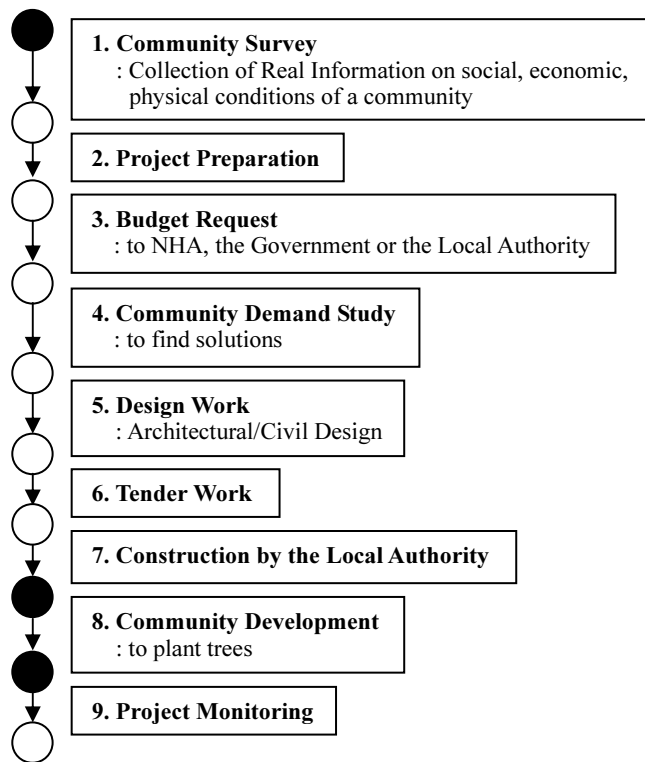 1. Community Survey
: Collection of Real Information on social, economic,
physical conditions of a community
2. Project Preparation
3. Budget Request
: to NHA, the Government or the Local Authority
4. Community Demand Study
: to find solutions
5. Design Work
: Architectural/Civil Design
6. Tender Work
7. Construction by the Local Authority
8. Community Development
: to plant trees
9. Project Monitoring